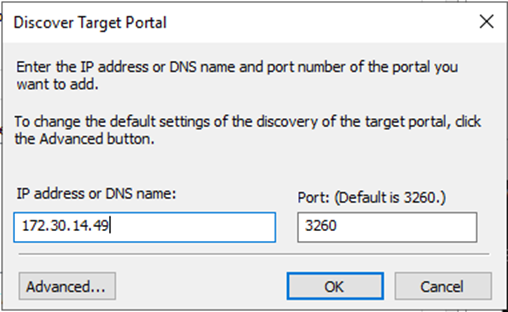 Discover Target Portal
Enter the IP address or DNS name and port number of the portal you
want to add.
To change the default settings of the discovery of the target portal, click
the Advanced button.
IP address or DNS name:
Port: (Default is 3260.)
172.30.14.49
3260
Advanced...
OK
Cancel